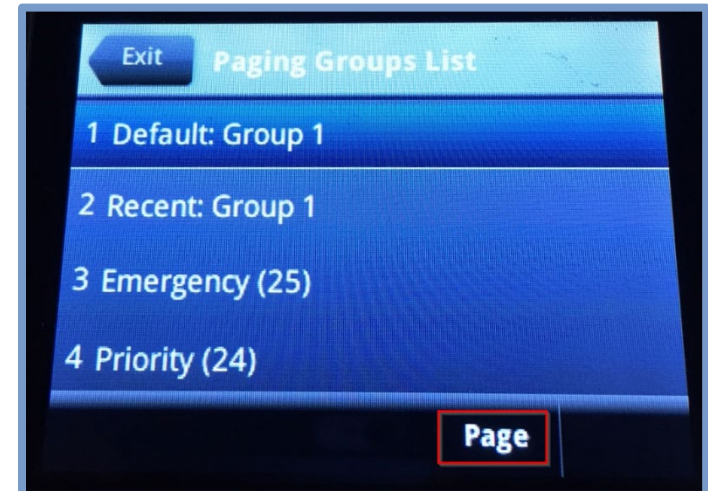 Exit Paging Groups List
1 Default: Group 1
2 Recent: Group 1
3 Emergency (25)
4 Priority (24)
Page